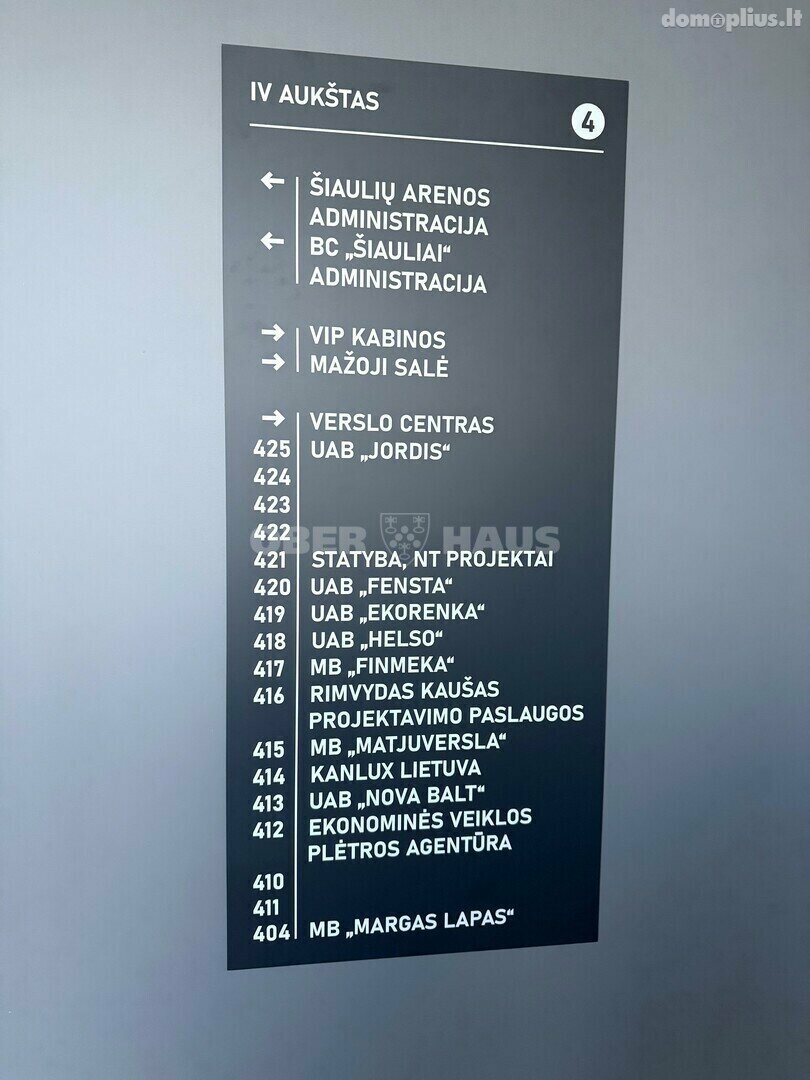 domoplius.lt
IV AUKŠTAS
4
← ŠIAULIŲ ARENOS
ADMINISTRACIJA
← BC „ŠIAULIAI“
ADMINISTRACIJA
→ VIP KABINOS
→ MAŽOJI SALĖ
→ VERSLO CENTRAS
425 UAB „JORDIS“
424
423
422
OBER HAUS
421 STATYBA, NT PROJEKTAI
420 UAB „FENSTA“
419 UAB „EKORENKA“
418 UAB „HELSO“
417 MB „FINMEKA“
416 RIMVYDAS KAUŠAS
PROJEKTAVIMO PASLAUGOS
415 MB „MATJUVERSLA“
414 KANLUX LIETUVA
413 UAB „NOVA BALT“
412 EKONOMINĖS VEIKLOS
PLĖTROS AGENTŪRA
410
411
404 MB „MARGAS LAPAS“